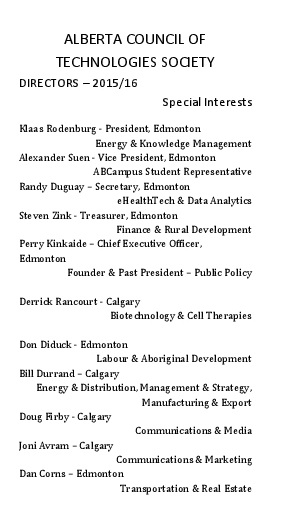 ALBERTA COUNCIL OF
TECHNOLOGIES SOCIETY
DIRECTORS – 2015/16
Special Interests
Klaas Rodenburg - President, Edmonton
Energy & Knowledge Management
Alexander Suen - Vice President, Edmonton
ABCampus Student Representative
Randy Duguay – Secretary, Edmonton
eHealthTech & Data Analytics
Steven Zink - Treasurer, Edmonton
Finance & Rural Development
Perry Kinkaide – Chief Executive Officer,
Edmonton
Founder & Past President – Public Policy
Derrick Rancourt - Calgary
Biotechnology & Cell Therapies
Don Diduck - Edmonton
Labour & Aboriginal Development
Bill Durrand – Calgary
Energy & Distribution, Management & Strategy,
Manufacturing & Export
Doug Firby - Calgary
Communications & Media
Joni Avram – Calgary
Communications & Marketing
Dan Corns – Edmonton
Transportation & Real Estate